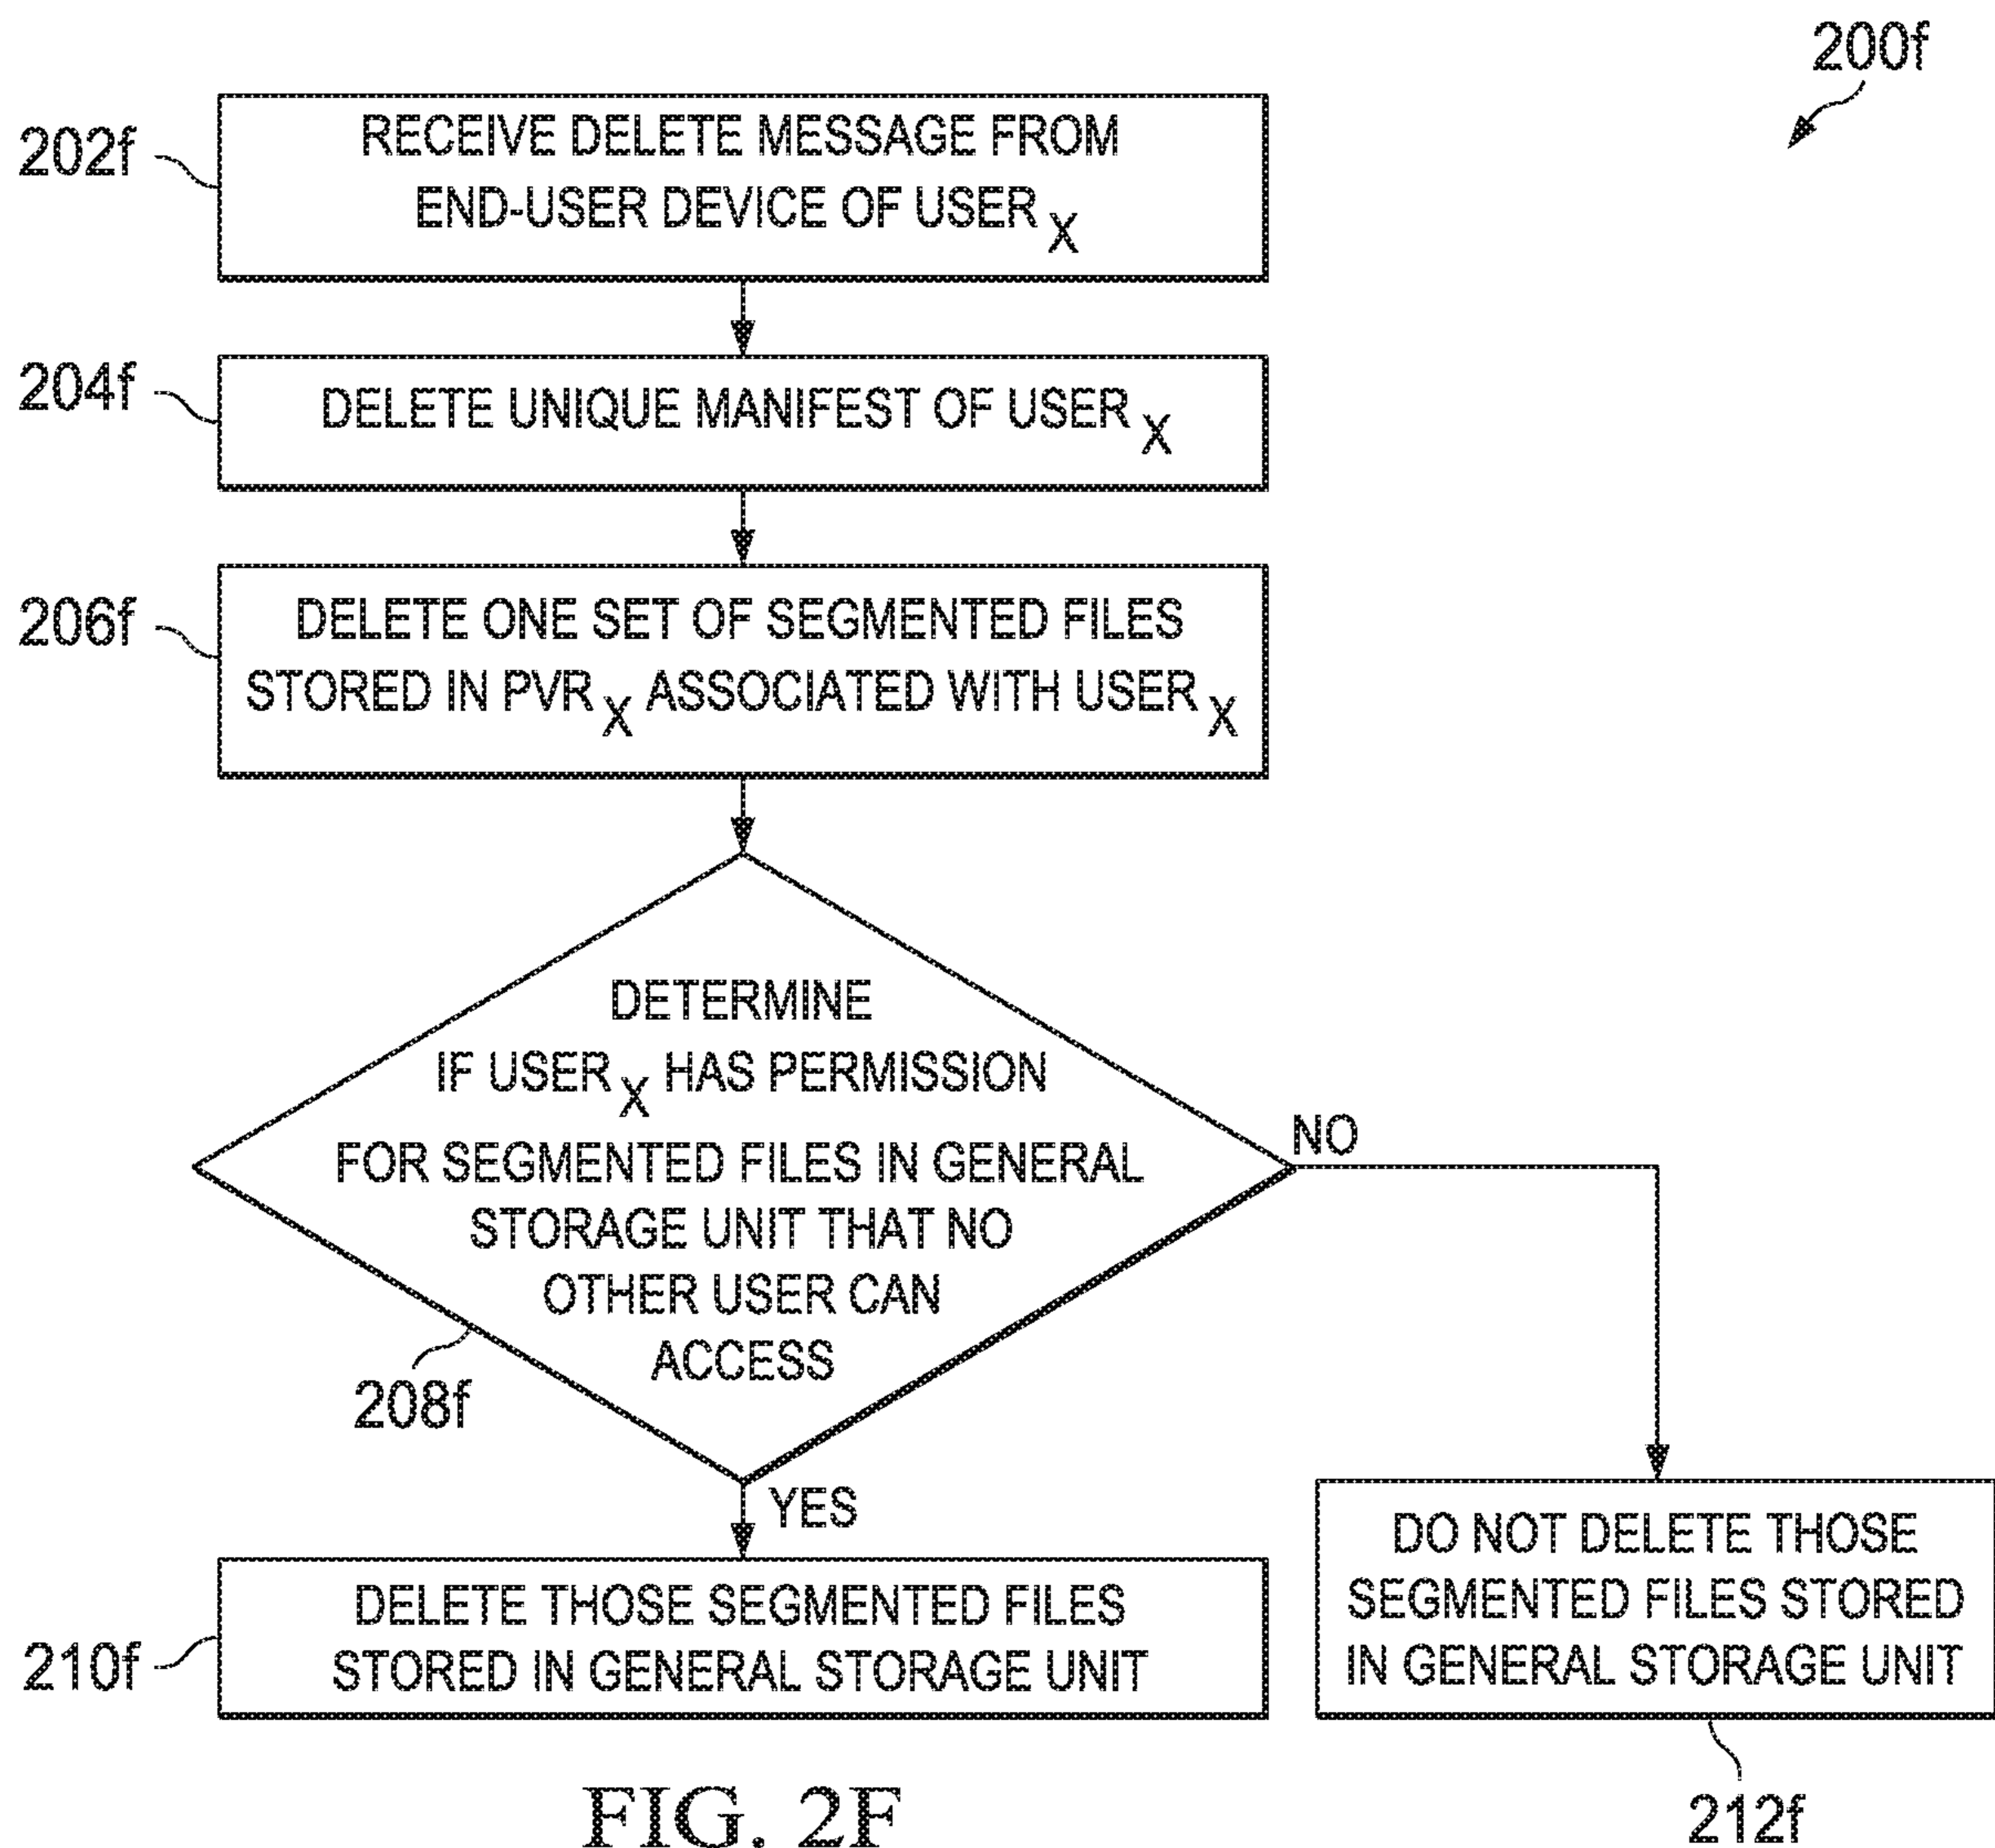 200f
202f
RECEIVE DELETE MESSAGE FROM
END-USER DEVICE OF USER X
204f
DELETE UNIQUE MANIFEST OF USER X
206f
DELETE ONE SET OF SEGMENTED FILES
STORED IN PVR X ASSOCIATED WITH USER X
DETERMINE
IF USER X HAS PERMISSION
FOR SEGMENTED FILES IN GENERAL
STORAGE UNIT THAT NO
OTHER USER CAN
ACCESS
208f
NO
YES
210f
DELETE THOSE SEGMENTED FILES
STORED IN GENERAL STORAGE UNIT
DO NOT DELETE THOSE
SEGMENTED FILES STORED
IN GENERAL STORAGE UNIT
212f
FIG. 2F